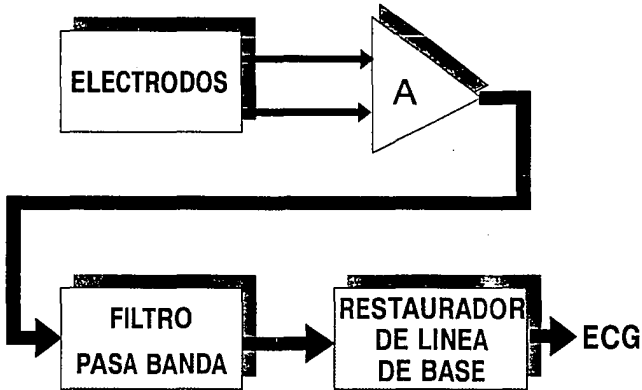 ELECTRODOS
A
FILTRO
PASA BANDA
RESTAURADOR
DE LINEA
DE BASE
ECG